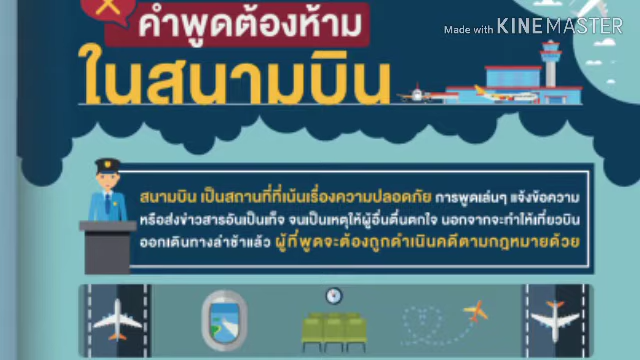 Made with KINEMASTER
คำพูดต้องห้าม
ในสนามบิน
สนามบิน เป็นสถานที่ที่เน้นเรื่องความปลอดภัย การพูดเล่นๆ แจ้งข้อความ
หรือส่งข่าวสารอันเป็นเท็จ จนเป็นเหตุให้ผู้อื่นตื่นตกใจ นอกจากจะทำให้เที่ยวบิน
ออกเดินทางล่าช้าแล้ว ผู้ที่พูดจะต้องถูกดำเนินคดีตามกฎหมายด้วย